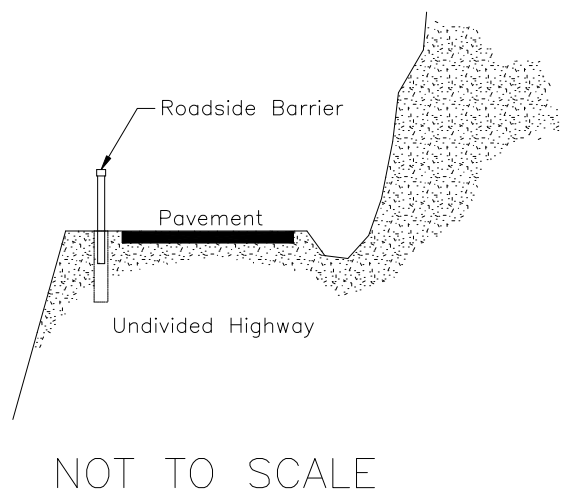 Roadside Barrier
Pavement
Undivided Highway
NOT TO SCALE